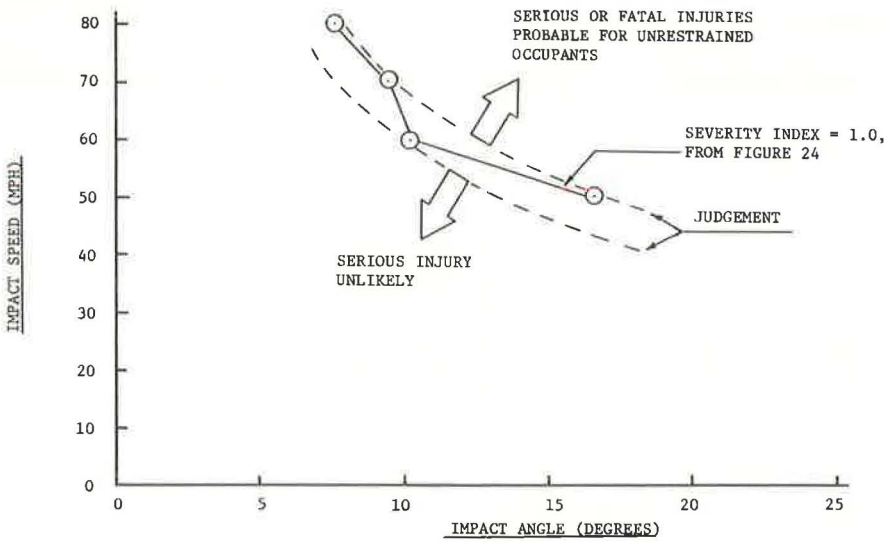 SERIOUS OR FATAL INJURIES
PROBABLE FOR UNRESTRAINED
OCCUPANTS
SEVERITY INDEX = 1.0,
FROM FIGURE 24
JUDGEMENT
SERIOUS INJURY
UNLIKELY
IMPACT SPEED (MPH)
80
70
60
50
40
30
20
10
0
0
5
10
15
20
25
IMPACT ANGLE (DEGREES)